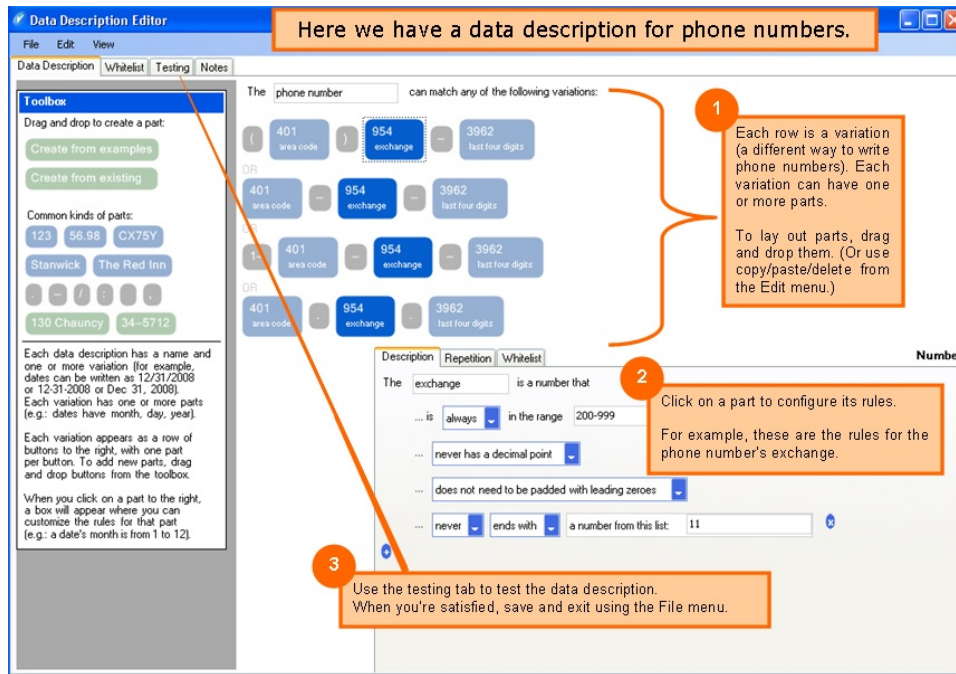 Data Description Editor
Here we have a data description for phone numbers.
File Edit View
Data Description Whitelist Testing Notes
Toolbox
Drag and drop to create a part:
Create from examples
Create from existing
Common kinds of parts:
123 56.98 CX75Y
Stanwick The Red Inn
. – / : ,
130 Chauncy 34–5712
Each data description has a name and
one or more variation (for example,
dates can be written as 12/31/2008
or 12-31-2008 or Dec 31, 2008).
Each variation has one or more parts
(e.g.: dates have month, day, year).
Each variation appears as a row of
buttons to the right, with one part
per button. To add new parts, drag
and drop buttons from the toolbox.
When you click on a part to the right,
a box will appear where you can
customize the rules for that part
(e.g.: a date's month is from 1 to 12).
The phone number can match any of the following variations:
( 401 ) 954 – 3962
area code exchange last four digits
OR
401 – 954 – 3962
area code exchange last four digits
OR
1– 401 – 954 – 3962
area code exchange last four digits
OR
401 . 954 . 3962
area code exchange last four digits
1
Each row is a variation
(a different way to write
phone numbers). Each
variation can have one
or more parts.
To lay out parts, drag
and drop them. (Or use
copy/paste/delete from
the Edit menu.)
Description Repetition Whitelist
Numbe
The exchange is a number that
... is always in the range 200-999
... never has a decimal point
... does not need to be padded with leading zeroes
... never ends with a number from this list: 11
2
Click on a part to configure its rules.
For example, these are the rules for the
phone number's exchange.
3
Use the testing tab to test the data description.
When you're satisfied, save and exit using the File menu.